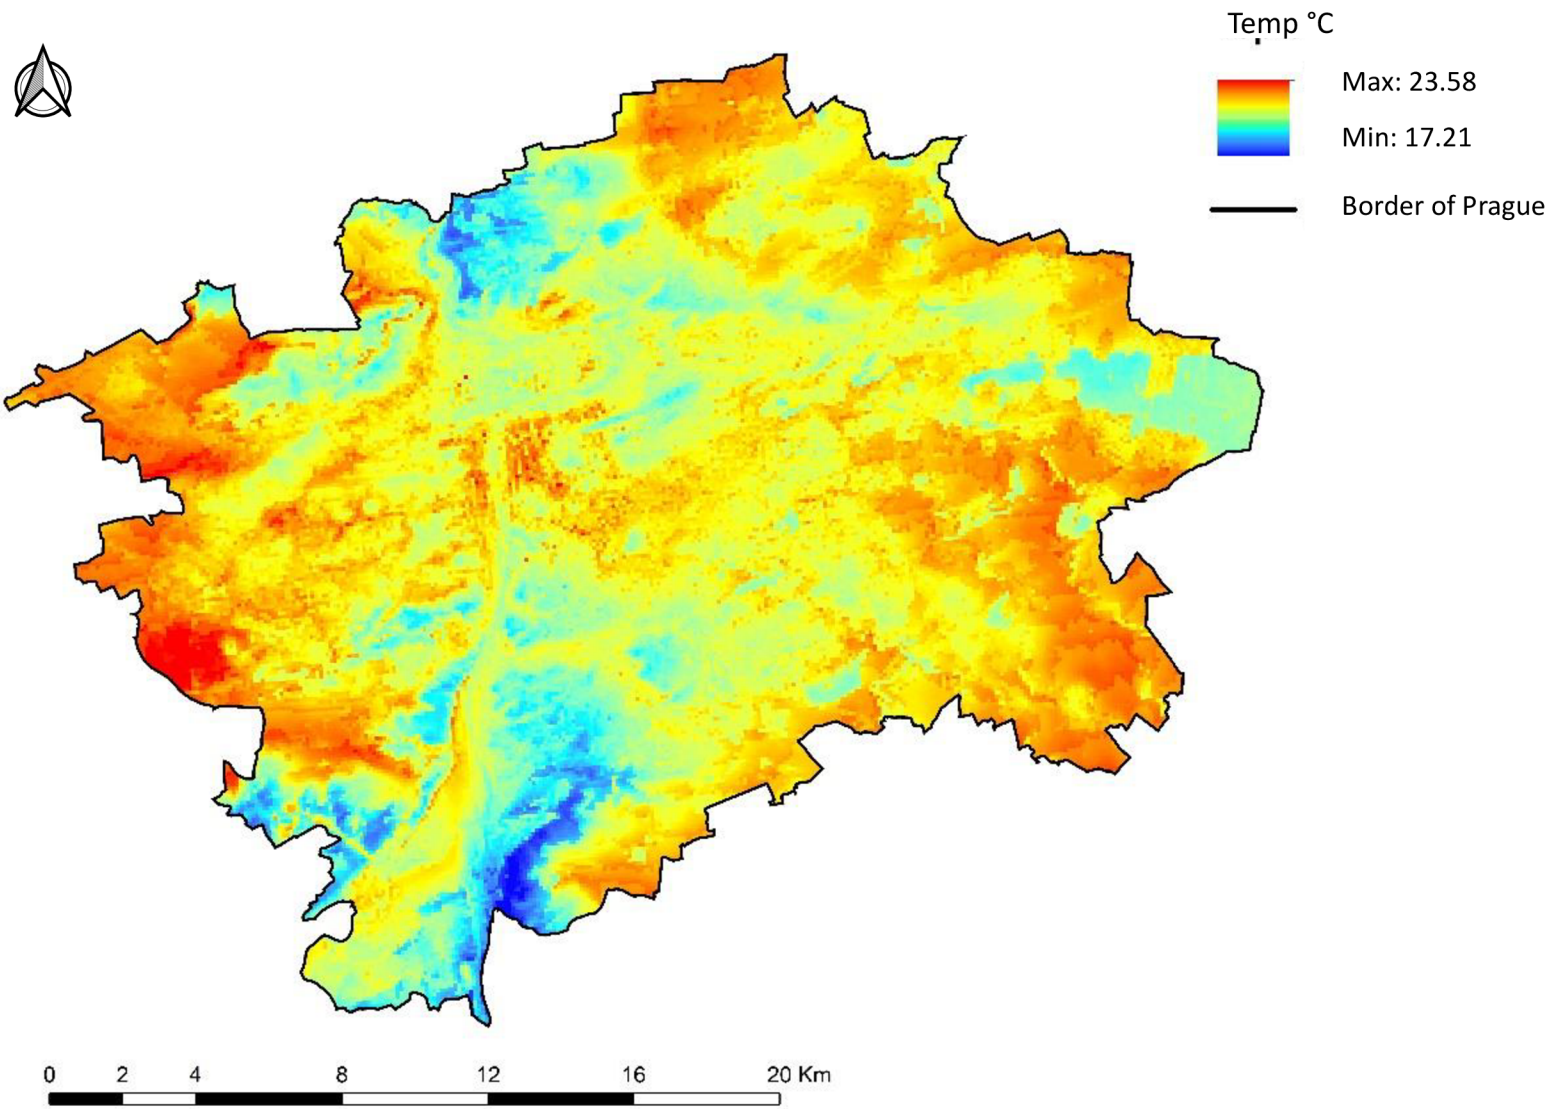 Temp °C
Max: 23.58
Min: 17.21
Border of Prague
0 2 4 8 12 16 20 Km